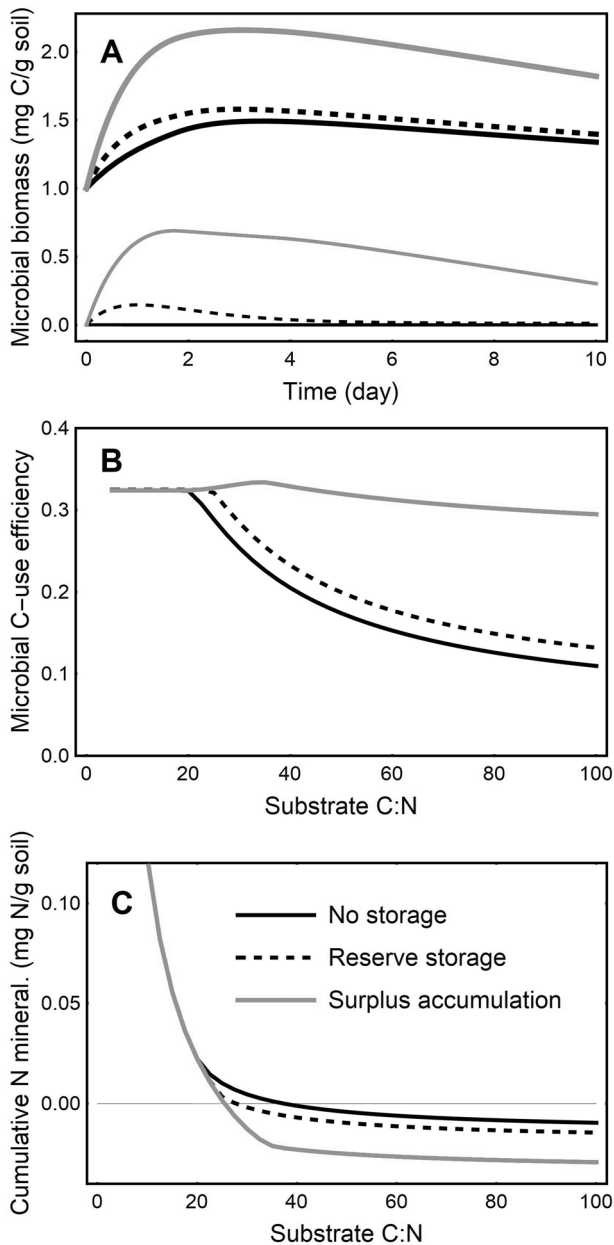 A
Microbial biomass (mg C/g soil)
2.0
1.5
1.0
0.5
0.0
0 2 4 6 8 10
Time (day)
B
Microbial C−use efficiency
0.4
0.3
0.2
0.1
0.0
0 20 40 60 80 100
Substrate C:N
C
Cumulative N mineral. (mg N/g soil)
0.10
0.05
0.00
No storage
Reserve storage
Surplus accumulation
0 20 40 60 80 100
Substrate C:N